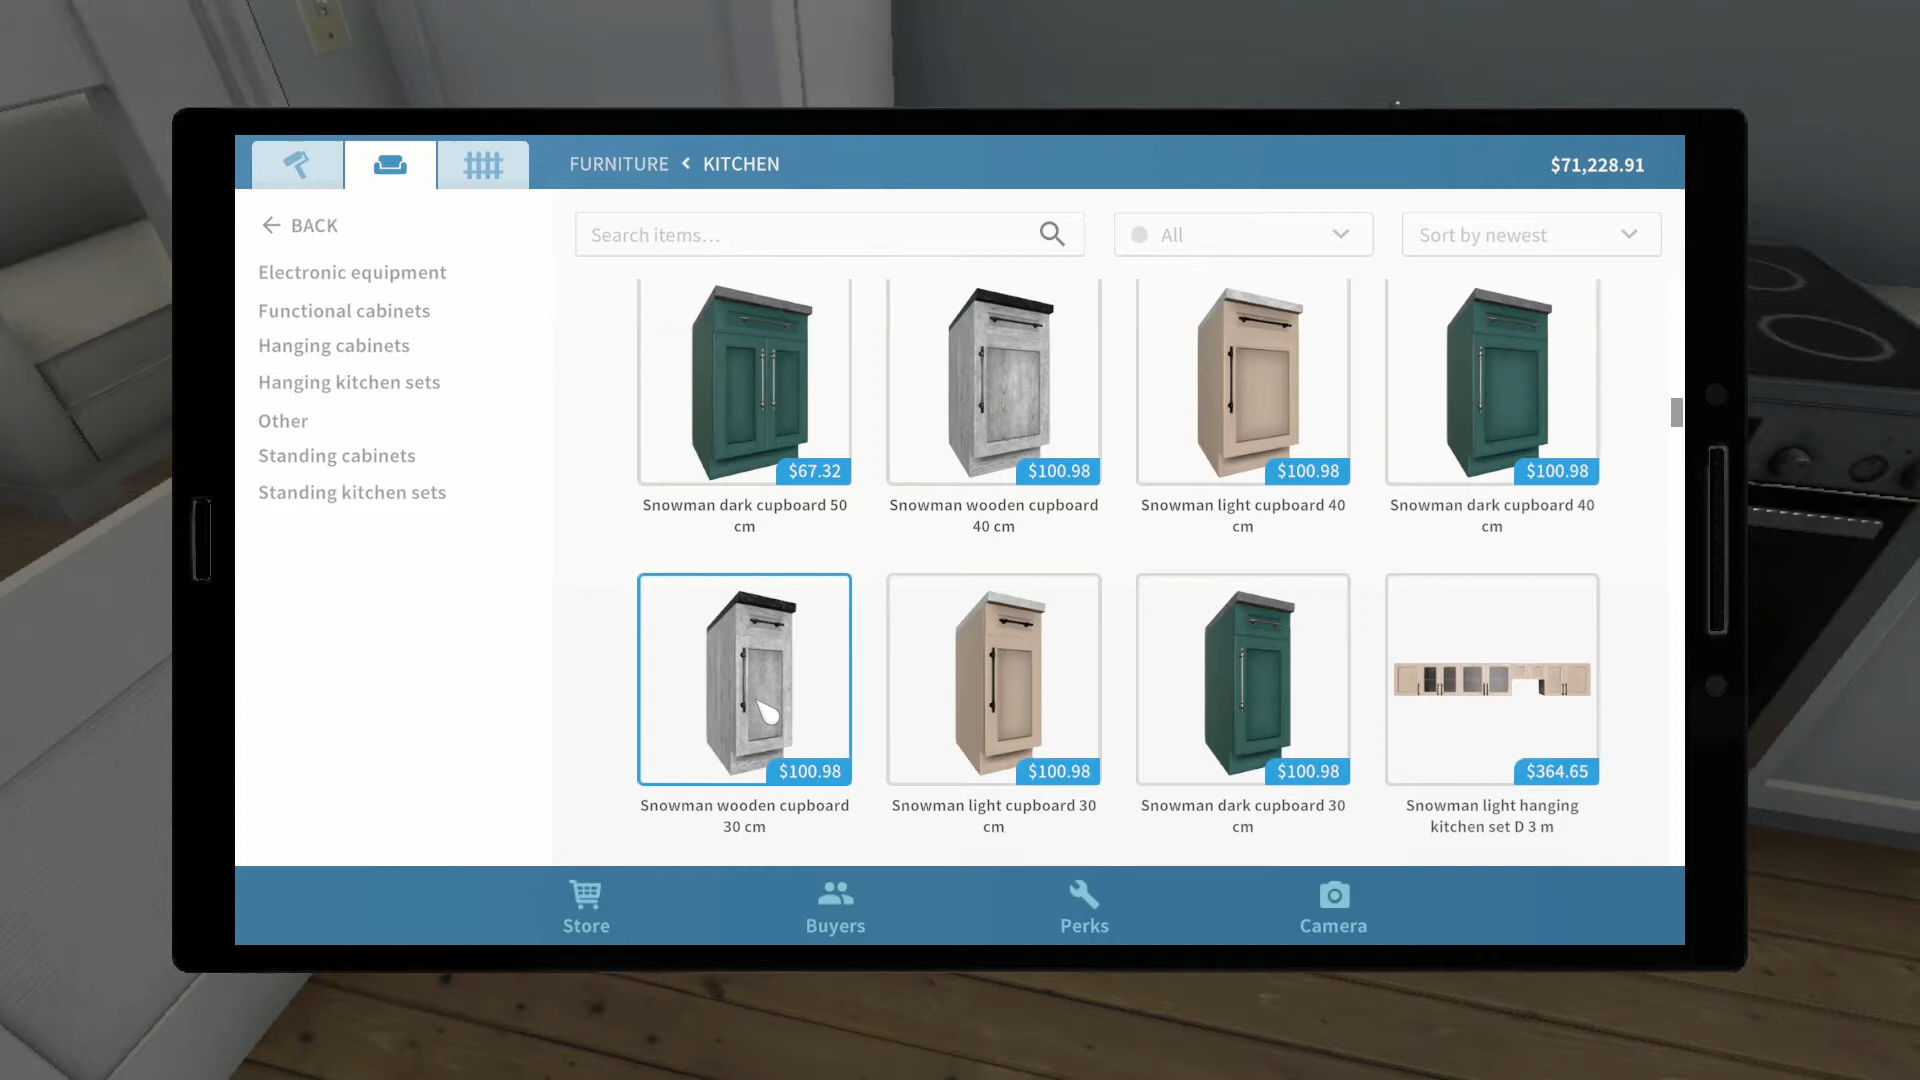 FURNITURE < KITCHEN
$71,228.91
BACK
Search items...
All
Sort by newest
Electronic equipment
Functional cabinets
Hanging cabinets
Hanging kitchen sets
Other
Standing cabinets
Standing kitchen sets
$67.32
$100.98
$100.98
$100.98
Snowman dark cupboard 50
cm
Snowman wooden cupboard
40 cm
Snowman light cupboard 40
cm
Snowman dark cupboard 40
cm
$100.98
$100.98
$100.98
$364.65
Snowman wooden cupboard
30 cm
Snowman light cupboard 30
cm
Snowman dark cupboard 30
cm
Snowman light hanging
kitchen set D 3 m
Store
Buyers
Perks
Camera